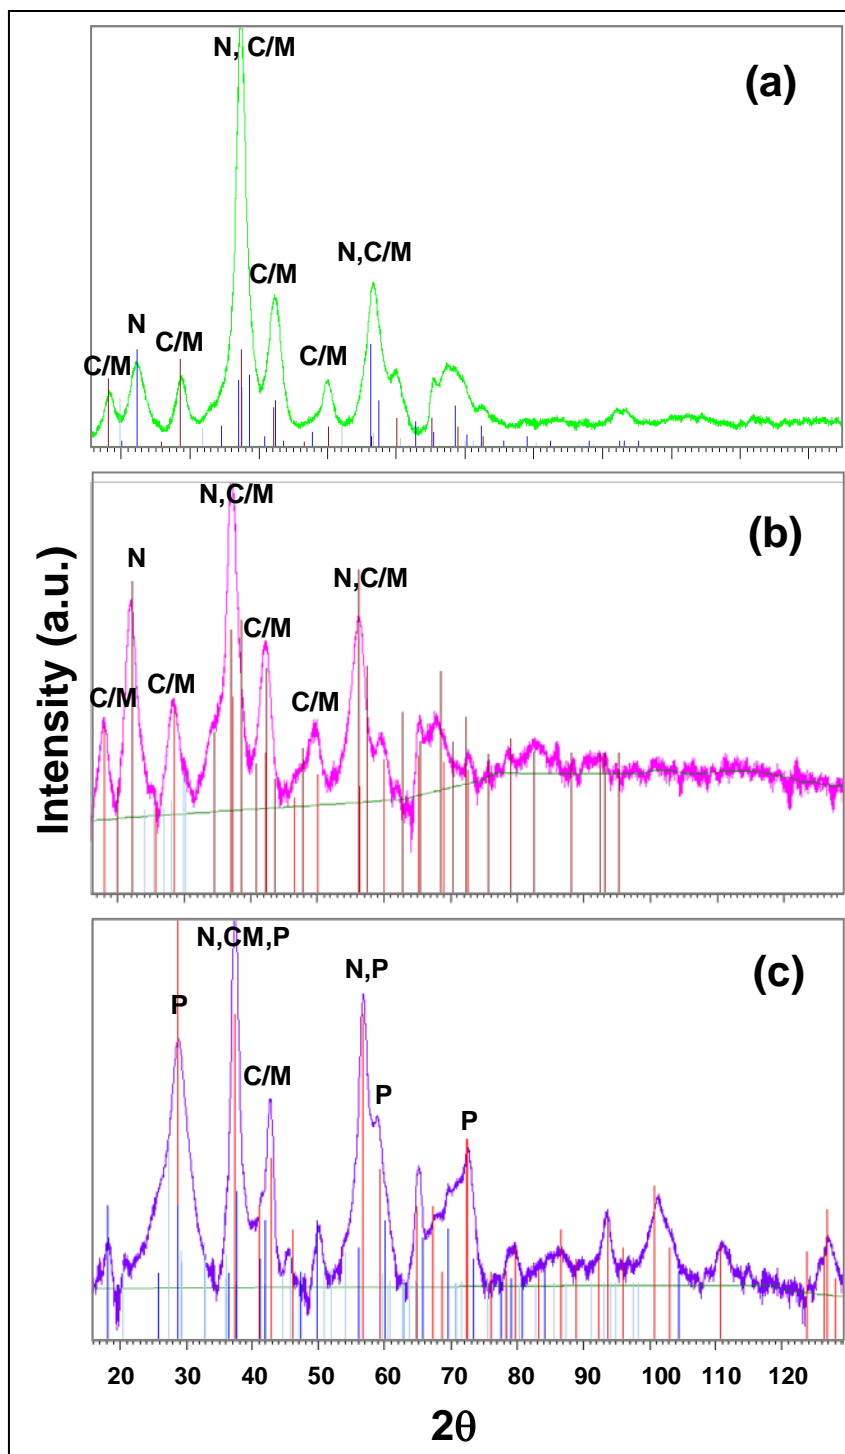 (a)
N, C/M
N,C/M
C/M
N
C/M
C/M
C/M
(b)
N,C/M
N
N,C/M
C/M
C/M
C/M
C/M
Intensity (a.u.)
(c)
N,CM,P
N,P
P
C/M
P
P
20 30 40 50 60 70 80 90 100 110 120
2θ